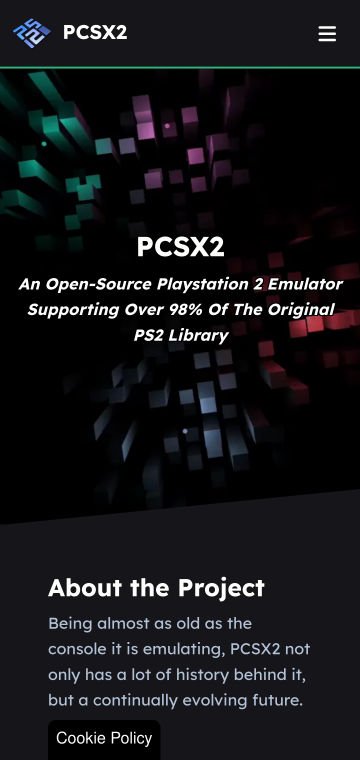 PCSX2
PCSX2
An Open-Source Playstation 2 Emulator
Supporting Over 98% Of The Original
PS2 Library
About the Project
Being almost as old as the
console it is emulating, PCSX2 not
only has a lot of history behind it,
but a continually evolving future.
Cookie Policy